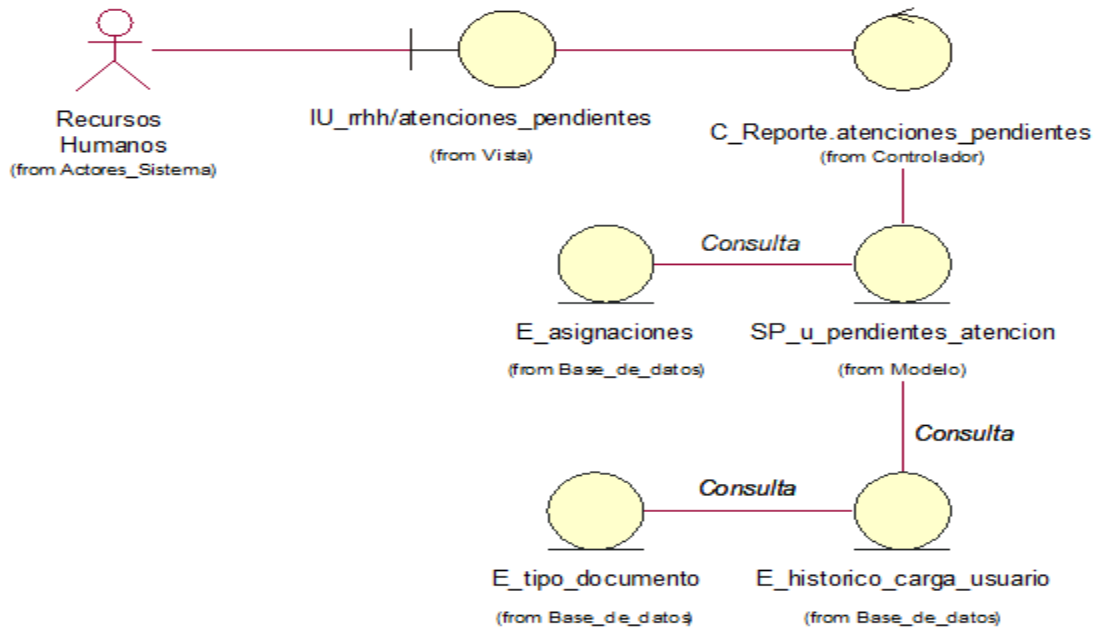 Recursos
Humanos
(from Actores_Sistema)
IU_rrhh/atenciones_pendientes
(from Vista)
C_Reporte.atenciones_pendientes
(from Controlador)
Consulta
E_asignaciones
(from Base_de_datos)
SP_u_pendientes_atencion
(from Modelo)
Consulta
Consulta
E_tipo_documento
(from Base_de_datos)
E_historico_carga_usuario
(from Base_de_datos)